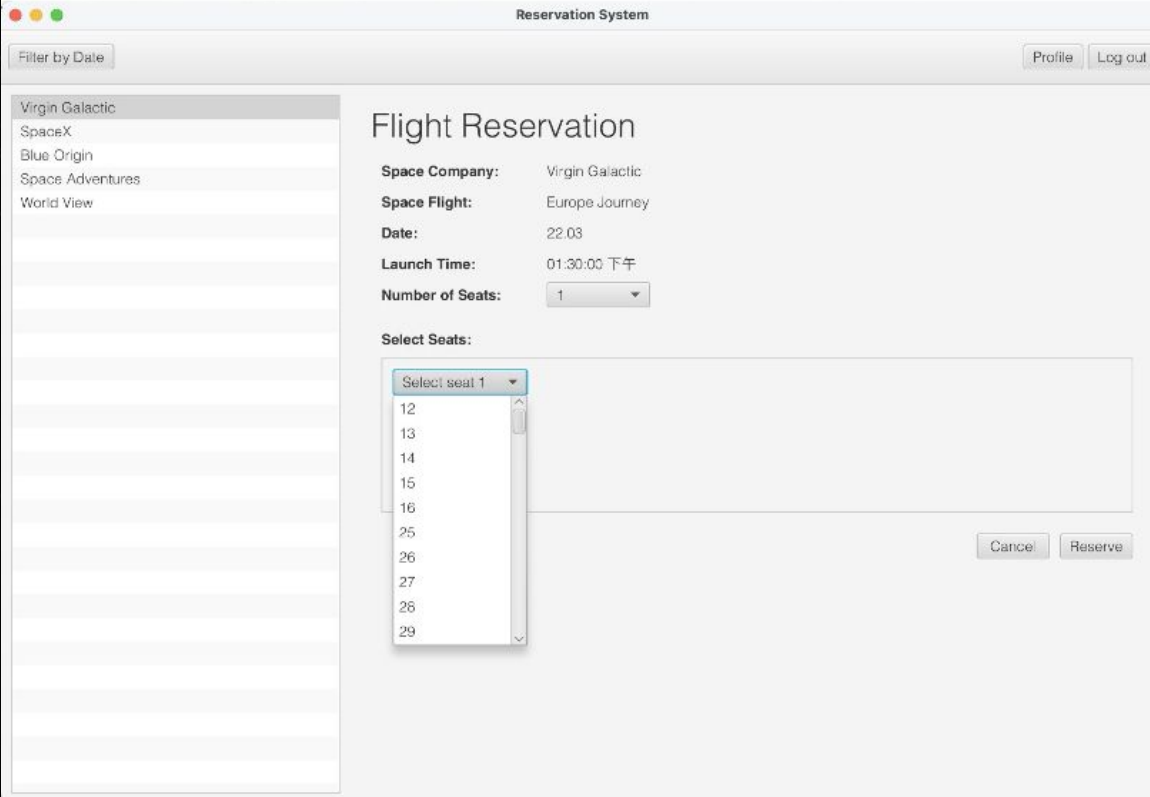 Reservation System
Filter by Date
Profile
Log out
Virgin Galactic
SpaceX
Blue Origin
Space Adventures
World View
Flight Reservation
Space Company: Virgin Galactic
Space Flight: Europe Journey
Date: 22.03
Launch Time: 01:30:00 下午
Number of Seats: 1
Select Seats:
Select seat 1
12
13
14
15
16
25
26
27
28
29
Cancel
Reserve